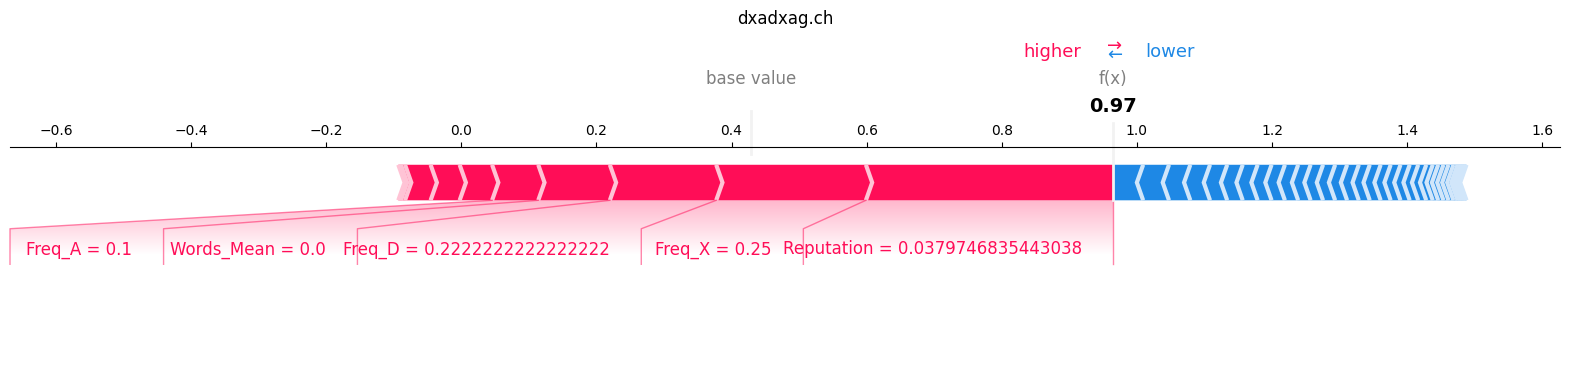 dxadxag.ch
higher → ← lower
base value f(x)
0.97
−0.6 −0.4 −0.2 0.0 0.2 0.4 0.6 0.8 1.0 1.2 1.4 1.6
Freq_A = 0.1 Words_Mean = 0.0 Freq_D = 0.2222222222222222 Freq_X = 0.25 Reputation = 0.0379746835443038